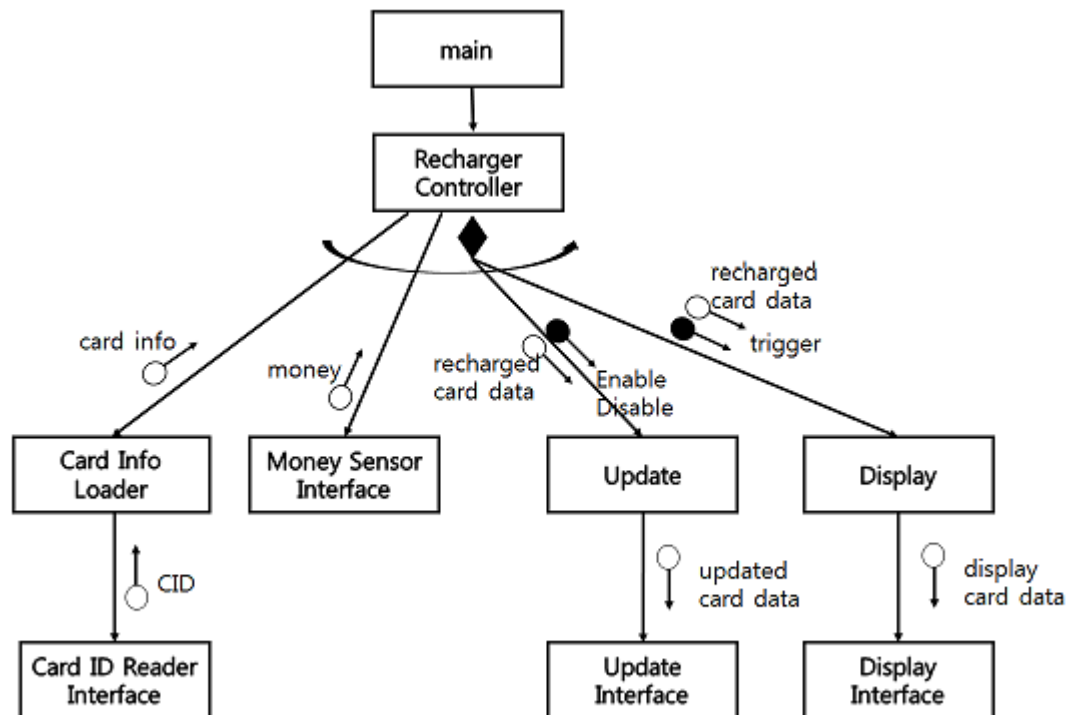 main
Recharger
Controller
recharged
card data
trigger
card info
money
recharged
card data
Enable
Disable
Card Info
Loader
Money Sensor
Interface
Update
Display
CID
updated
card data
display
card data
Card ID Reader
Interface
Update
Interface
Display
Interface